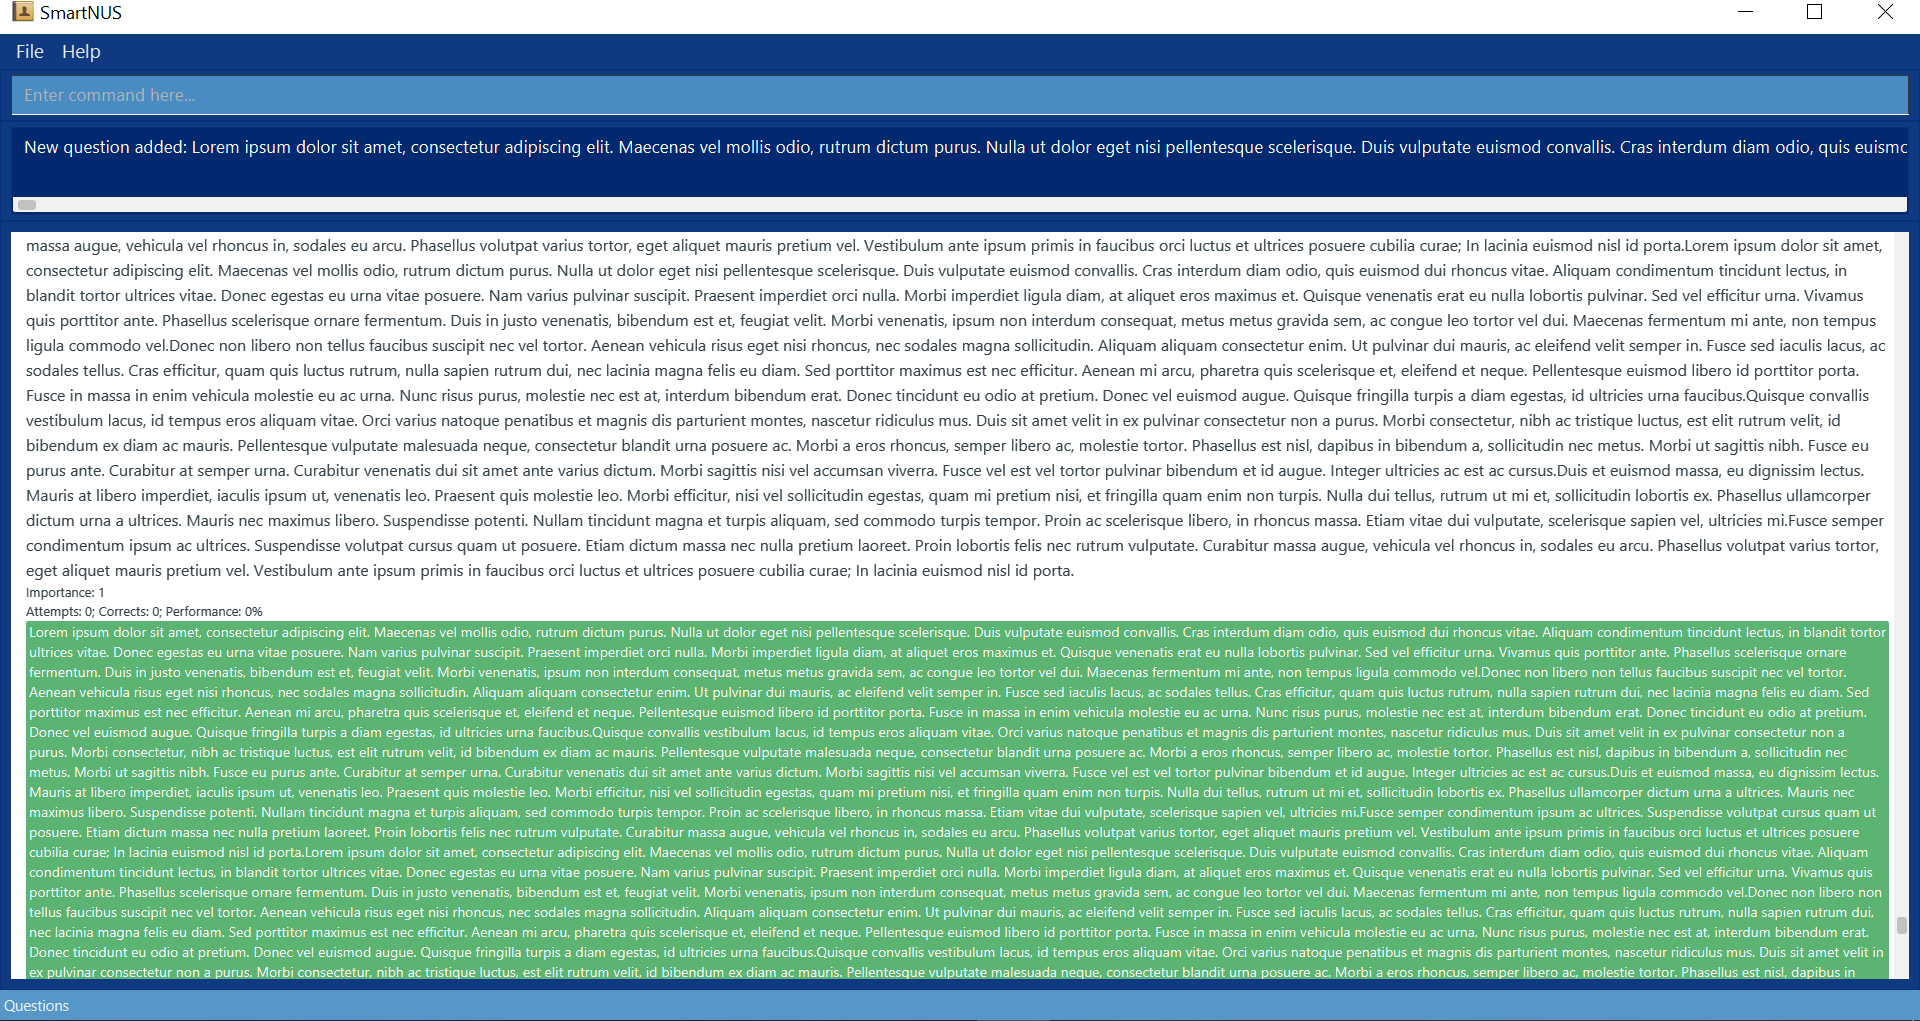 SmartNUS
File Help
Enter command here...
New question added: Lorem ipsum dolor sit amet, consectetur adipiscing elit. Maecenas vel mollis odio, rutrum dictum purus. Nulla ut dolor eget nisi pellentesque scelerisque. Duis vulputate euismod convallis. Cras interdum diam odio, quis euismo
massa augue, vehicula vel rhoncus in, sodales eu arcu. Phasellus volutpat varius tortor, eget aliquet mauris pretium vel. Vestibulum ante ipsum primis in faucibus orci luctus et ultrices posuere cubilia curae; In lacinia euismod nisl id porta.Lorem ipsum dolor sit amet,
consectetur adipiscing elit. Maecenas vel mollis odio, rutrum dictum purus. Nulla ut dolor eget nisi pellentesque scelerisque. Duis vulputate euismod convallis. Cras interdum diam odio, quis euismod dui rhoncus vitae. Aliquam condimentum tincidunt lectus, in
blandit tortor ultrices vitae. Donec egestas eu urna vitae posuere. Nam varius pulvinar suscipit. Praesent imperdiet orci nulla. Morbi imperdiet ligula diam, at aliquet eros maximus et. Quisque venenatis erat eu nulla lobortis pulvinar. Sed vel efficitur urna. Vivamus
quis porttitor ante. Phasellus scelerisque ornare fermentum. Duis in justo venenatis, bibendum est et, feugiat velit. Morbi venenatis, ipsum non interdum consequat, metus metus gravida sem, ac congue leo tortor vel dui. Maecenas fermentum mi ante, non tempus
ligula commodo vel.Donec non libero non tellus faucibus suscipit nec vel tortor. Aenean vehicula risus eget nisi rhoncus, nec sodales magna sollicitudin. Aliquam aliquam consectetur enim. Ut pulvinar dui mauris, ac eleifend velit semper in. Fusce sed iaculis lacus, ac
sodales tellus. Cras efficitur, quam quis luctus rutrum, nulla sapien rutrum dui, nec lacinia magna felis eu diam. Sed porttitor maximus est nec efficitur. Aenean mi arcu, pharetra quis scelerisque et, eleifend et neque. Pellentesque euismod libero id porttitor porta.
Fusce in massa in enim vehicula molestie eu ac urna. Nunc risus purus, molestie nec est at, interdum bibendum erat. Donec tincidunt eu odio at pretium. Donec vel euismod augue. Quisque fringilla turpis a diam egestas, id ultricies urna faucibus.Quisque convallis
vestibulum lacus, id tempus eros aliquam vitae. Orci varius natoque penatibus et magnis dis parturient montes, nascetur ridiculus mus. Duis sit amet velit in ex pulvinar consectetur non a purus. Morbi consectetur, nibh ac tristique luctus, est elit rutrum velit, id
bibendum ex diam ac mauris. Pellentesque vulputate malesuada neque, consectetur blandit urna posuere ac. Morbi a eros rhoncus, semper libero ac, molestie tortor. Phasellus est nisl, dapibus in bibendum a, sollicitudin nec metus. Morbi ut sagittis nibh. Fusce eu
purus ante. Curabitur at semper urna. Curabitur venenatis dui sit amet ante varius dictum. Morbi sagittis nisi vel accumsan viverra. Fusce vel est vel tortor pulvinar bibendum et id augue. Integer ultricies ac est ac cursus.Duis et euismod massa, eu dignissim lectus.
Mauris at libero imperdiet, iaculis ipsum ut, venenatis leo. Praesent quis molestie leo. Morbi efficitur, nisi vel sollicitudin egestas, quam mi pretium nisi, et fringilla quam enim non turpis. Nulla dui tellus, rutrum ut mi et, sollicitudin lobortis ex. Phasellus ullamcorper
dictum urna a ultrices. Mauris nec maximus libero. Suspendisse potenti. Nullam tincidunt magna et turpis aliquam, sed commodo turpis tempor. Proin ac scelerisque libero, in rhoncus massa. Etiam vitae dui vulputate, scelerisque sapien vel, ultricies mi.Fusce semper
condimentum ipsum ac ultrices. Suspendisse volutpat cursus quam ut posuere. Etiam dictum massa nec nulla pretium laoreet. Proin lobortis felis nec rutrum vulputate. Curabitur massa augue, vehicula vel rhoncus in, sodales eu arcu. Phasellus volutpat varius tortor,
eget aliquet mauris pretium vel. Vestibulum ante ipsum primis in faucibus orci luctus et ultrices posuere cubilia curae; In lacinia euismod nisl id porta.
Importance: 1
Attempts: 0; Corrects: 0; Performance: 0%
Lorem ipsum dolor sit amet, consectetur adipiscing elit. Maecenas vel mollis odio, rutrum dictum purus. Nulla ut dolor eget nisi pellentesque scelerisque. Duis vulputate euismod convallis. Cras interdum diam odio, quis euismod dui rhoncus vitae. Aliquam condimentum tincidunt lectus, in blandit tortor
ultrices vitae. Donec egestas eu urna vitae posuere. Nam varius pulvinar suscipit. Praesent imperdiet orci nulla. Morbi imperdiet ligula diam, at aliquet eros maximus et. Quisque venenatis erat eu nulla lobortis pulvinar. Sed vel efficitur urna. Vivamus quis porttitor ante. Phasellus scelerisque ornare
fermentum. Duis in justo venenatis, bibendum est et, feugiat velit. Morbi venenatis, ipsum non interdum consequat, metus metus gravida sem, ac congue leo tortor vel dui. Maecenas fermentum mi ante, non tempus ligula commodo vel.Donec non libero non tellus faucibus suscipit nec vel tortor.
Aenean vehicula risus eget nisi rhoncus, nec sodales magna sollicitudin. Aliquam aliquam consectetur enim. Ut pulvinar dui mauris, ac eleifend velit semper in. Fusce sed iaculis lacus, ac sodales tellus. Cras efficitur, quam quis luctus rutrum, nulla sapien rutrum dui, nec lacinia magna felis eu diam. Sed
porttitor maximus est nec efficitur. Aenean mi arcu, pharetra quis scelerisque et, eleifend et neque. Pellentesque euismod libero id porttitor porta. Fusce in massa in enim vehicula molestie eu ac urna. Nunc risus purus, molestie nec est at, interdum bibendum erat. Donec tincidunt eu odio at pretium.
Donec vel euismod augue. Quisque fringilla turpis a diam egestas, id ultricies urna faucibus.Quisque convallis vestibulum lacus, id tempus eros aliquam vitae. Orci varius natoque penatibus et magnis dis parturient montes, nascetur ridiculus mus. Duis sit amet velit in ex pulvinar consectetur non a
purus. Morbi consectetur, nibh ac tristique luctus, est elit rutrum velit, id bibendum ex diam ac mauris. Pellentesque vulputate malesuada neque, consectetur blandit urna posuere ac. Morbi a eros rhoncus, semper libero ac, molestie tortor. Phasellus est nisl, dapibus in bibendum a, sollicitudin nec
metus. Morbi ut sagittis nibh. Fusce eu purus ante. Curabitur at semper urna. Curabitur venenatis dui sit amet ante varius dictum. Morbi sagittis nisi vel accumsan viverra. Fusce vel est vel tortor pulvinar bibendum et id augue. Integer ultricies ac est ac cursus.Duis et euismod massa, eu dignissim lectus.
Mauris at libero imperdiet, iaculis ipsum ut, venenatis leo. Praesent quis molestie leo. Morbi efficitur, nisi vel sollicitudin egestas, quam mi pretium nisi, et fringilla quam enim non turpis. Nulla dui tellus, rutrum ut mi et, sollicitudin lobortis ex. Phasellus ullamcorper dictum urna a ultrices. Mauris nec
maximus libero. Suspendisse potenti. Nullam tincidunt magna et turpis aliquam, sed commodo turpis tempor. Proin ac scelerisque libero, in rhoncus massa. Etiam vitae dui vulputate, scelerisque sapien vel, ultricies mi.Fusce semper condimentum ipsum ac ultrices. Suspendisse volutpat cursus quam ut
posuere. Etiam dictum massa nec nulla pretium laoreet. Proin lobortis felis nec rutrum vulputate. Curabitur massa augue, vehicula vel rhoncus in, sodales eu arcu. Phasellus volutpat varius tortor, eget aliquet mauris pretium vel. Vestibulum ante ipsum primis in faucibus orci luctus et ultrices posuere
cubilia curae; In lacinia euismod nisl id porta.Lorem ipsum dolor sit amet, consectetur adipiscing elit. Maecenas vel mollis odio, rutrum dictum purus. Nulla ut dolor eget nisi pellentesque scelerisque. Duis vulputate euismod convallis. Cras interdum diam odio, quis euismod dui rhoncus vitae. Aliquam
condimentum tincidunt lectus, in blandit tortor ultrices vitae. Donec egestas eu urna vitae posuere. Nam varius pulvinar suscipit. Praesent imperdiet orci nulla. Morbi imperdiet ligula diam, at aliquet eros maximus et. Quisque venenatis erat eu nulla lobortis pulvinar. Sed vel efficitur urna. Vivamus quis
porttitor ante. Phasellus scelerisque ornare fermentum. Duis in justo venenatis, bibendum est et, feugiat velit. Morbi venenatis, ipsum non interdum consequat, metus metus gravida sem, ac congue leo tortor vel dui. Maecenas fermentum mi ante, non tempus ligula commodo vel.Donec non libero non
tellus faucibus suscipit nec vel tortor. Aenean vehicula risus eget nisi rhoncus, nec sodales magna sollicitudin. Aliquam aliquam consectetur enim. Ut pulvinar dui mauris, ac eleifend velit semper in. Fusce sed iaculis lacus, ac sodales tellus. Cras efficitur, quam quis luctus rutrum, nulla sapien rutrum dui,
nec lacinia magna felis eu diam. Sed porttitor maximus est nec efficitur. Aenean mi arcu, pharetra quis scelerisque et, eleifend et neque. Pellentesque euismod libero id porttitor porta. Fusce in massa in enim vehicula molestie eu ac urna. Nunc risus purus, molestie nec est at, interdum bibendum erat.
Donec tincidunt eu odio at pretium. Donec vel euismod augue. Quisque fringilla turpis a diam egestas, id ultricies urna faucibus.Quisque convallis vestibulum lacus, id tempus eros aliquam vitae. Orci varius natoque penatibus et magnis dis parturient montes, nascetur ridiculus mus. Duis sit amet velit in
ex pulvinar consectetur non a purus. Morbi consectetur, nibh ac tristique luctus, est elit rutrum velit, id bibendum ex diam ac mauris. Pellentesque vulputate malesuada neque, consectetur blandit urna posuere ac. Morbi a eros rhoncus, semper libero ac, molestie tortor. Phasellus est nisl, dapibus in
Questions